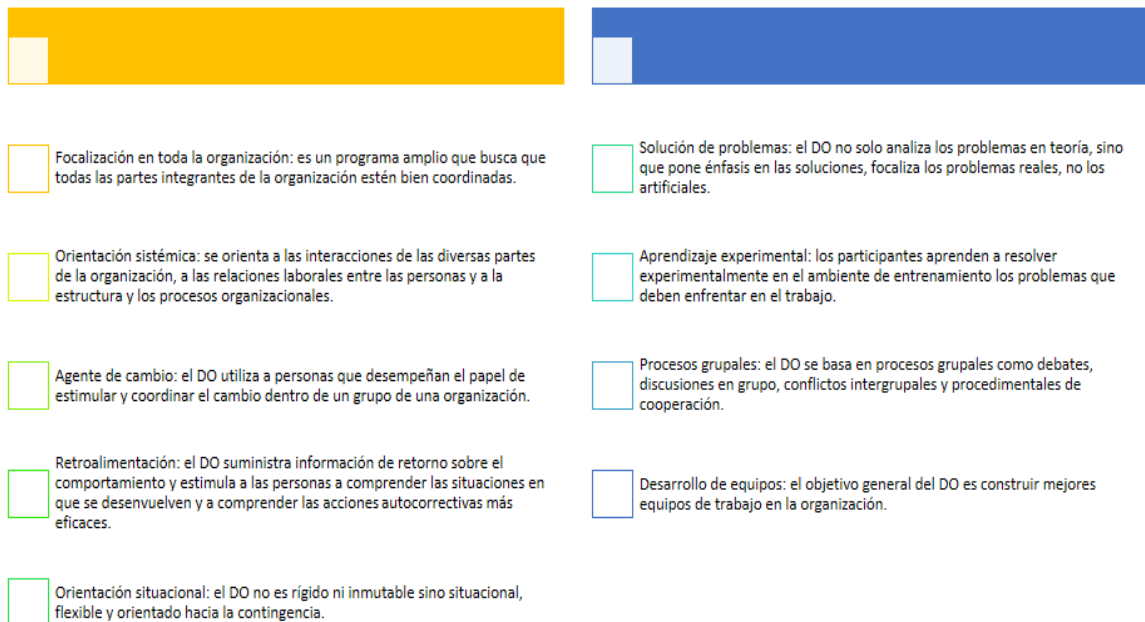 Focalización en toda la organización: es un programa amplio que busca que
todas las partes integrantes de la organización estén bien coordinadas.
Orientación sistémica: se orienta a las interacciones de las diversas partes
de la organización, a las relaciones laborales entre las personas y a la
estructura y los procesos organizacionales.
Agente de cambio: el DO utiliza a personas que desempeñan el papel de
estimular y coordinar el cambio dentro de un grupo de una organización.
Retroalimentación: el DO suministra información de retorno sobre el
comportamiento y estimula a las personas a comprender las situaciones en
que se desenvuelven y a comprender las acciones autocorrectivas más
eficaces.
Orientación situacional: el DO no es rígido ni inmutable sino situacional,
flexible y orientado hacia la contingencia.
Solución de problemas: el DO no solo analiza los problemas en teoría, sino
que pone énfasis en las soluciones, focaliza los problemas reales, no los
artificiales.
Aprendizaje experimental: los participantes aprenden a resolver
experimentalmente en el ambiente de entrenamiento los problemas que
deben enfrentar en el trabajo.
Procesos grupales: el DO se basa en procesos grupales como debates,
discusiones en grupo, conflictos intergrupales y procedimentales de
cooperación.
Desarrollo de equipos: el objetivo general del DO es construir mejores
equipos de trabajo en la organización.